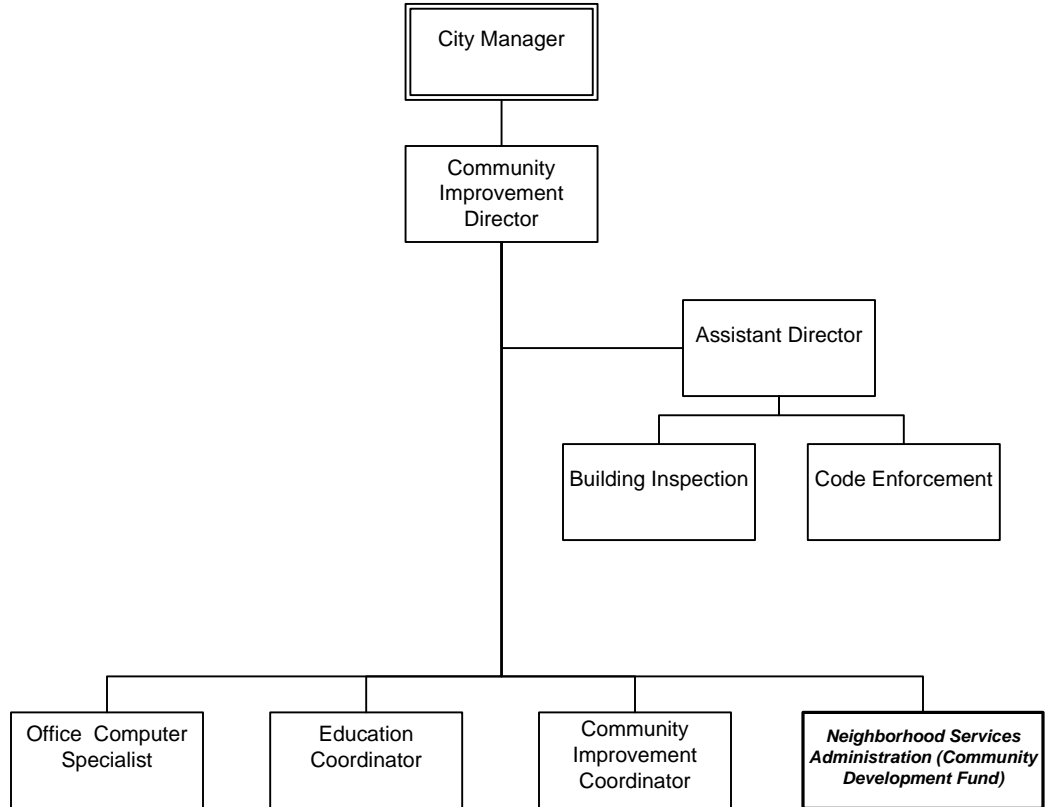 City Manager
Community
Improvement
Director
Assistant Director
Building Inspection
Code Enforcement
Office Computer
Specialist
Education
Coordinator
Community
Improvement
Coordinator
Neighborhood Services
Administration (Community
Development Fund)